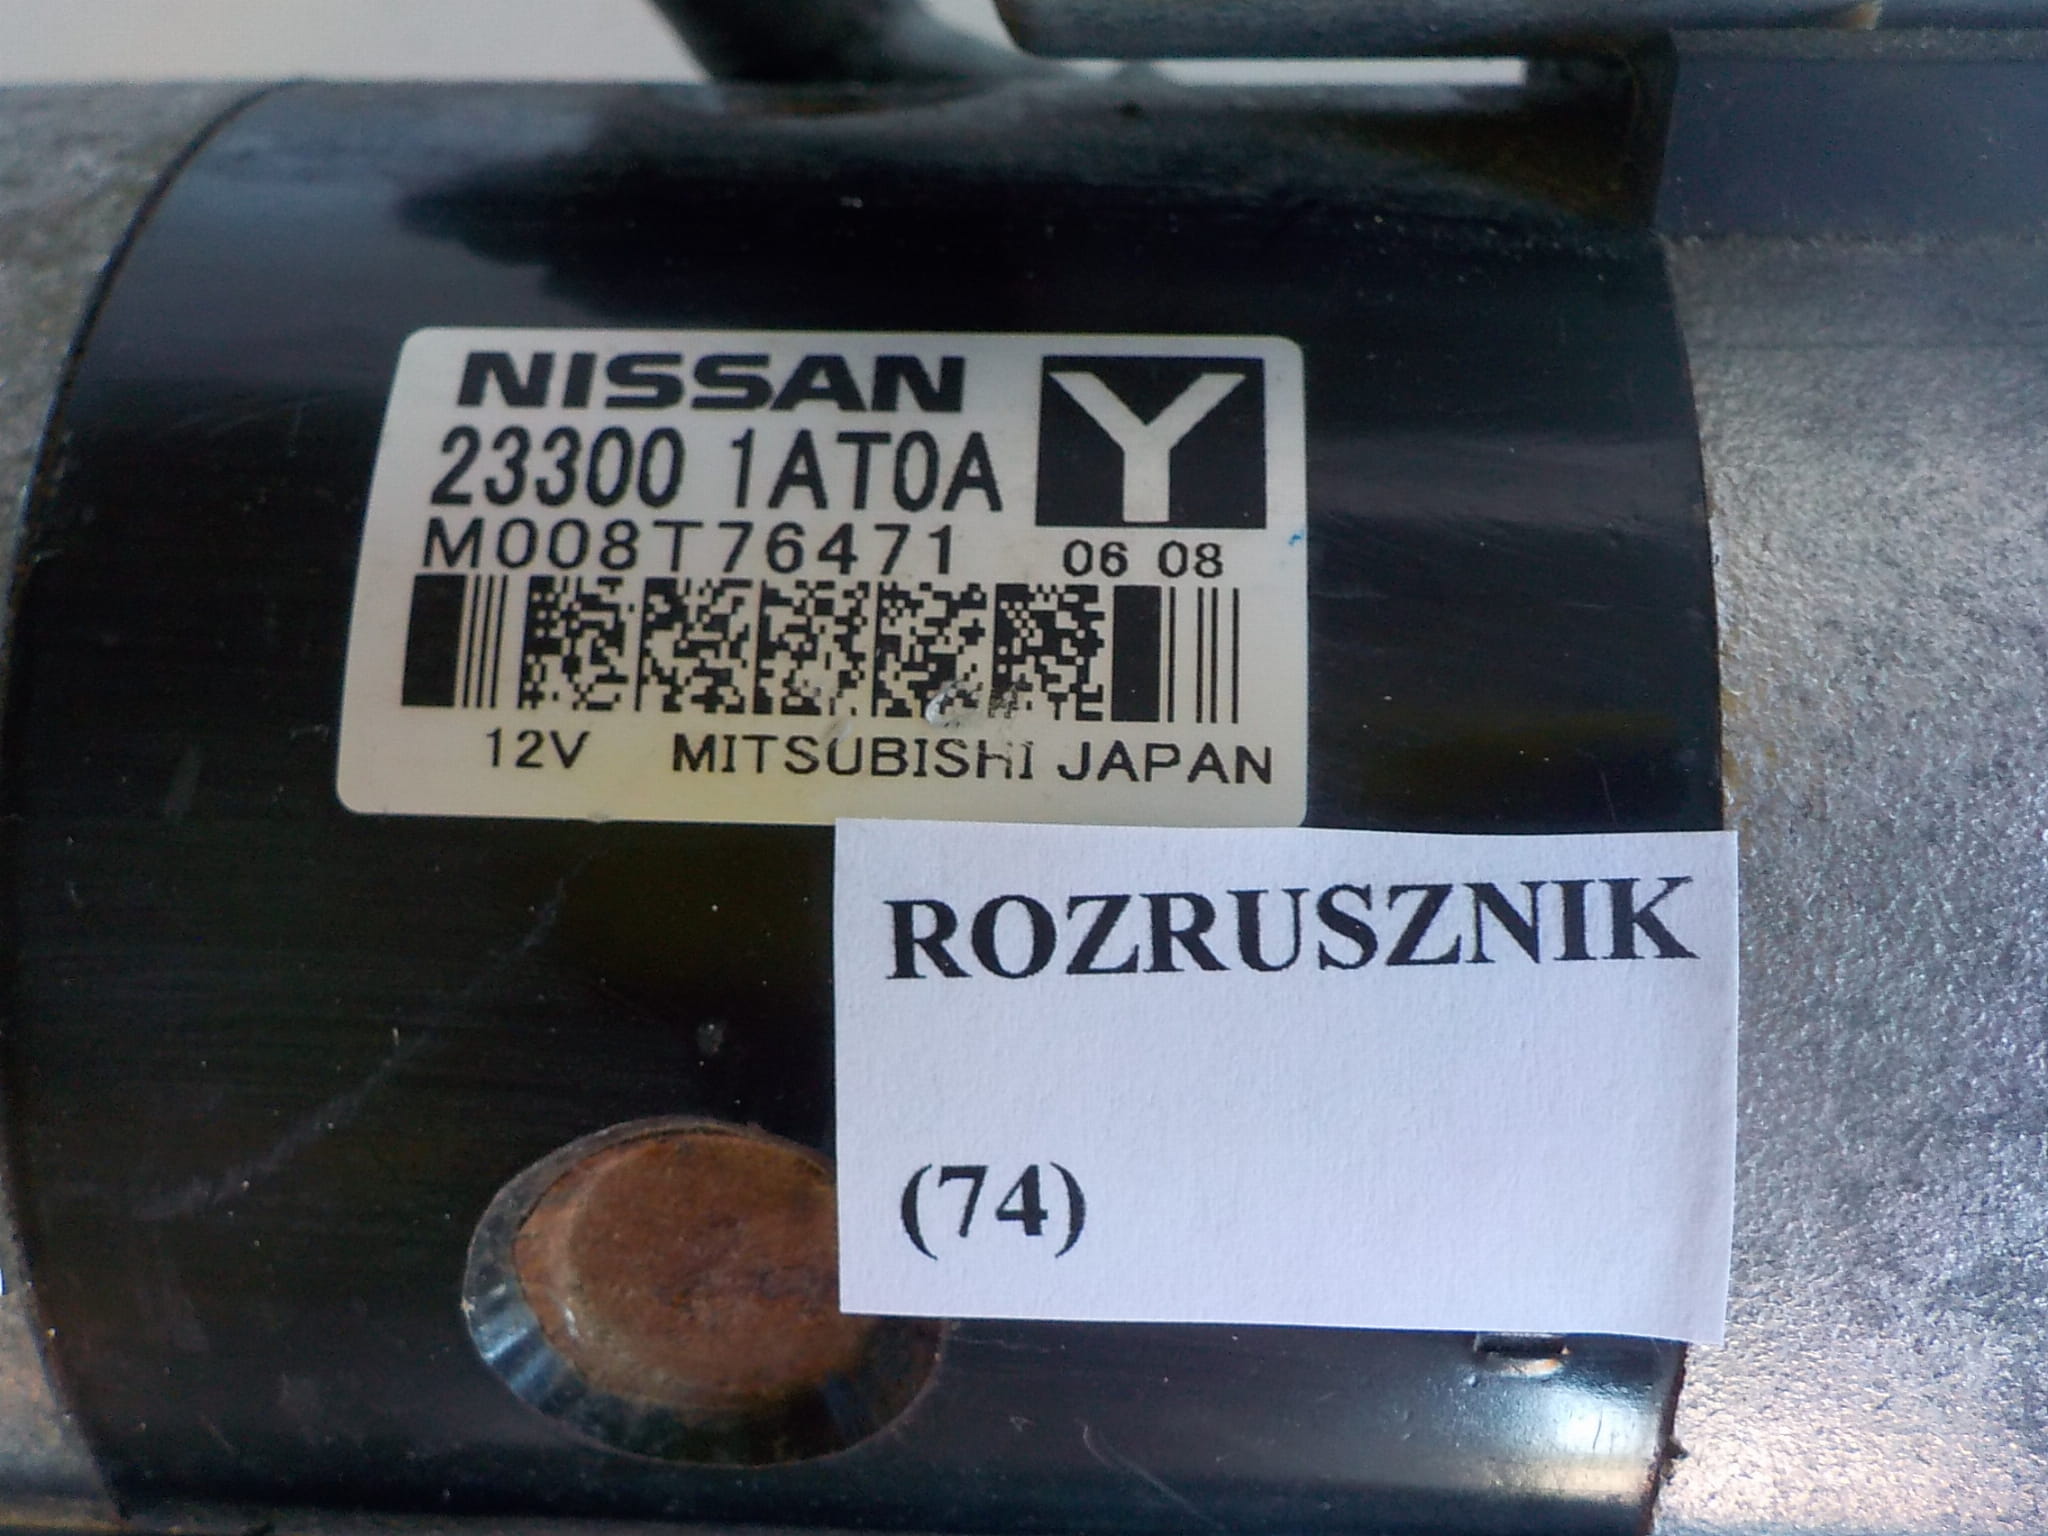 NISSAN
23300 1AT0A
Y
M008T76471
06 08
12V MITSUBISHI JAPAN
ROZRUSZNIK
(74)